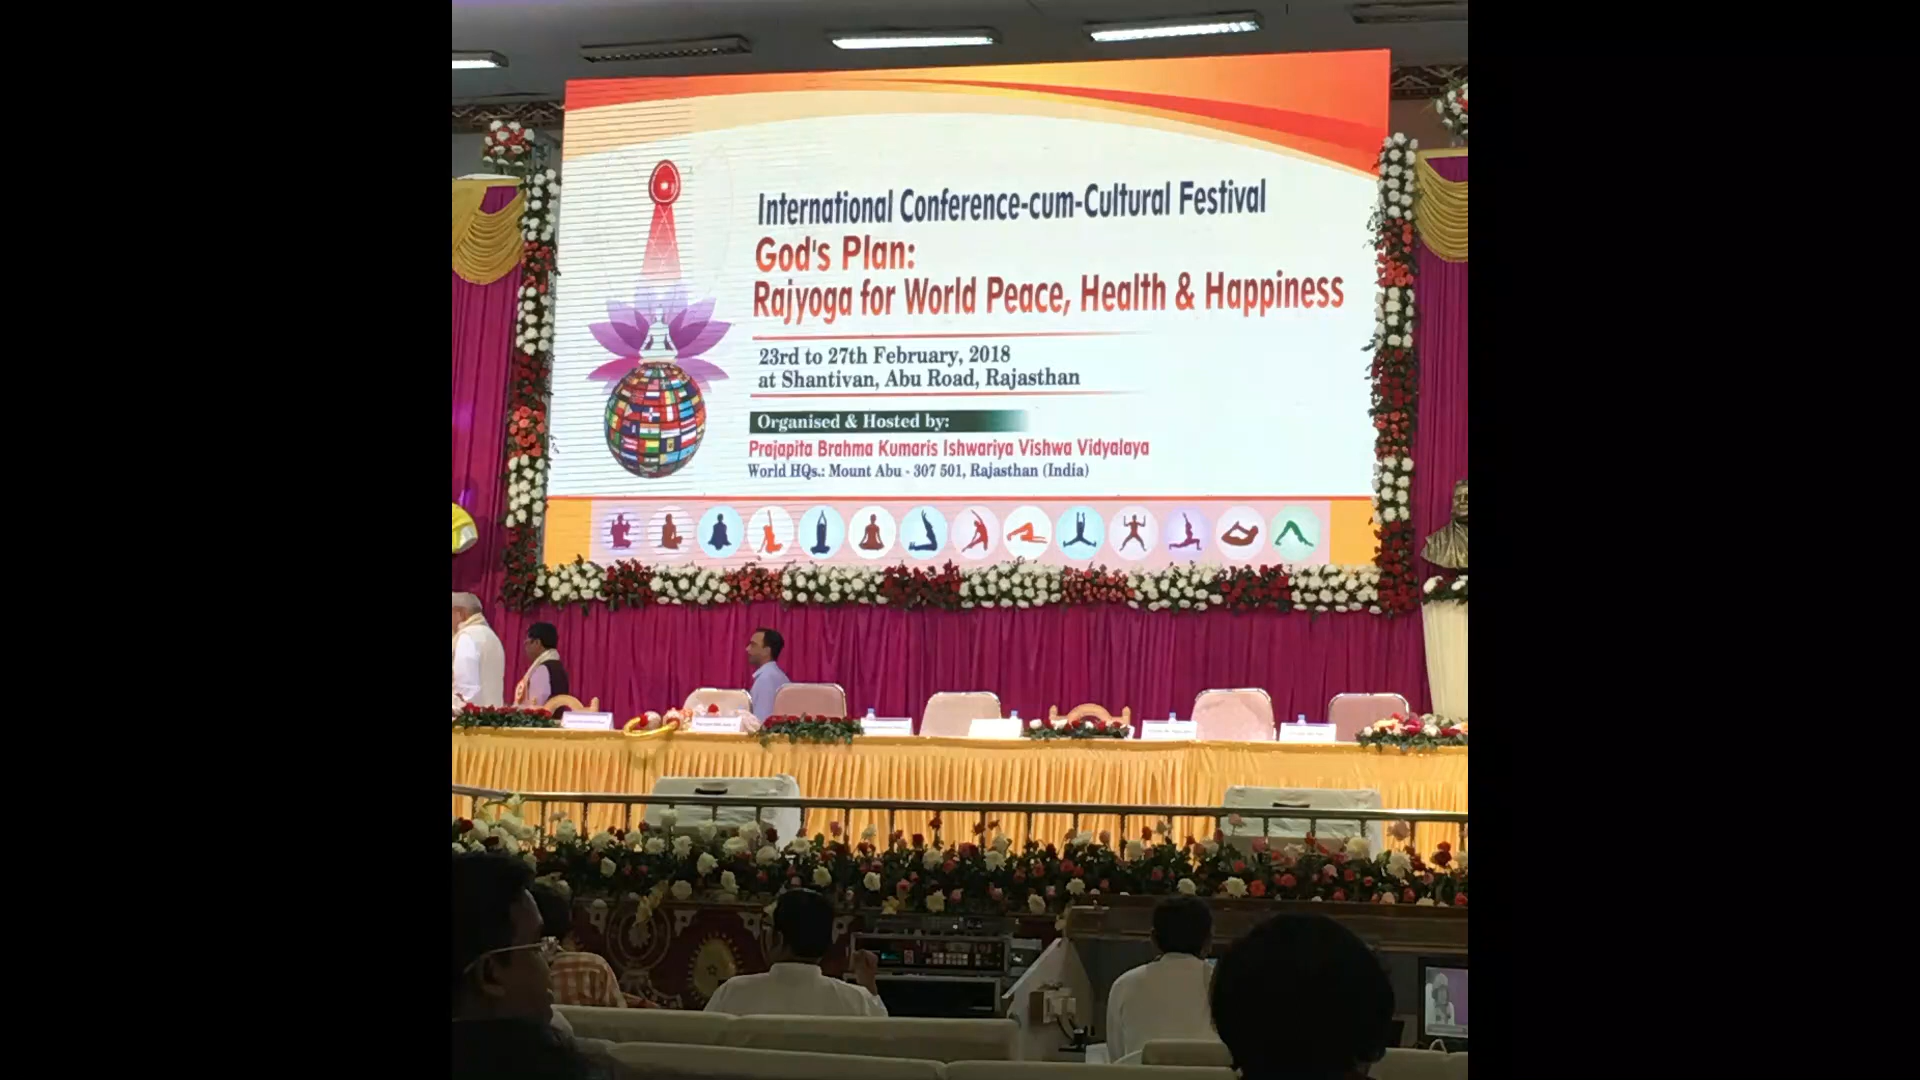 International Conference-cum-Cultural Festival
God's Plan:
Rajyoga for World Peace, Health & Happiness
23rd to 27th February, 2018
at Shantivan, Abu Road, Rajasthan
Organised & Hosted by:
Prajapita Brahma Kumaris Ishwariya Vishwa Vidyalaya
World HQs.: Mount Abu - 307 501, Rajasthan (India)